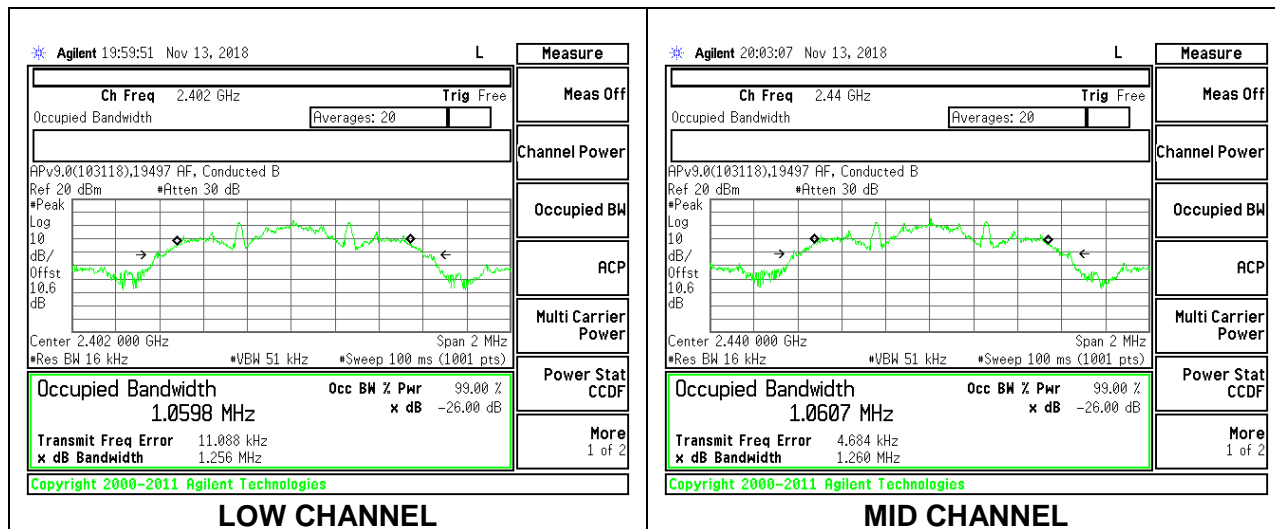 Agilent 19:59:51 Nov 13, 2018 L
Measure
Ch Freq 2.402 GHz Trig Free
Occupied Bandwidth Averages: 20
APv9.0(103118),19497 AF, Conducted B
Ref 20 dBm #Atten 30 dB
#Peak
Log
10
dB/
Offst
10.6
dB
Center 2.402 000 GHz Span 2 MHz
#Res BW 16 kHz #VBW 51 kHz #Sweep 100 ms (1001 pts)
Occupied Bandwidth Occ BW % Pwr 99.00 %
1.0598 MHz x dB -26.00 dB
Transmit Freq Error 11.088 kHz
x dB Bandwidth 1.256 MHz
Copyright 2000-2011 Agilent Technologies
Meas Off
Channel Power
Occupied BW
ACP
Multi Carrier
Power
Power Stat
CCDF
More
1 of 2
LOW CHANNEL
Agilent 20:03:07 Nov 13, 2018 L
Measure
Ch Freq 2.44 GHz Trig Free
Occupied Bandwidth Averages: 20
APv9.0(103118),19497 AF, Conducted B
Ref 20 dBm #Atten 30 dB
#Peak
Log
10
dB/
Offst
10.6
dB
Center 2.440 000 GHz Span 2 MHz
#Res BW 16 kHz #VBW 51 kHz #Sweep 100 ms (1001 pts)
Occupied Bandwidth Occ BW % Pwr 99.00 %
1.0607 MHz x dB -26.00 dB
Transmit Freq Error 4.684 kHz
x dB Bandwidth 1.260 MHz
Copyright 2000-2011 Agilent Technologies
Meas Off
Channel Power
Occupied BW
ACP
Multi Carrier
Power
Power Stat
CCDF
More
1 of 2
MID CHANNEL